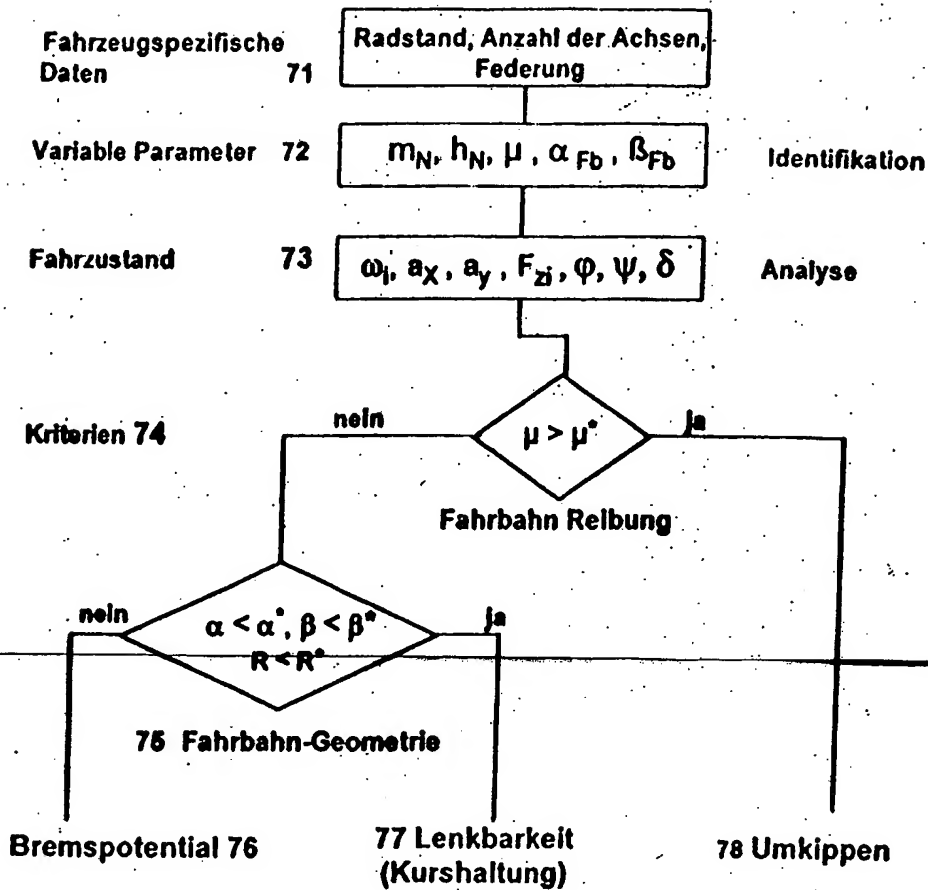 Fahrzeugspezifische
Daten 71
Radstand, Anzahl der Achsen,
Federung
Variable Parameter 72
m_N, h_N, μ, α_Fb, ß_Fb
Identifikation
Fahrzustand 73
ω_i, a_X, a_y, F_zi, φ, ψ, δ
Analyse
Kriterien 74
nein
μ > μ*
ja
Fahrbahn Reibung
nein
α < α*, β < β*
R < R*
ja
75 Fahrbahn-Geometrie
Bremspotential 76
77 Lenkbarkeit
(Kurshaltung)
78 Umkippen